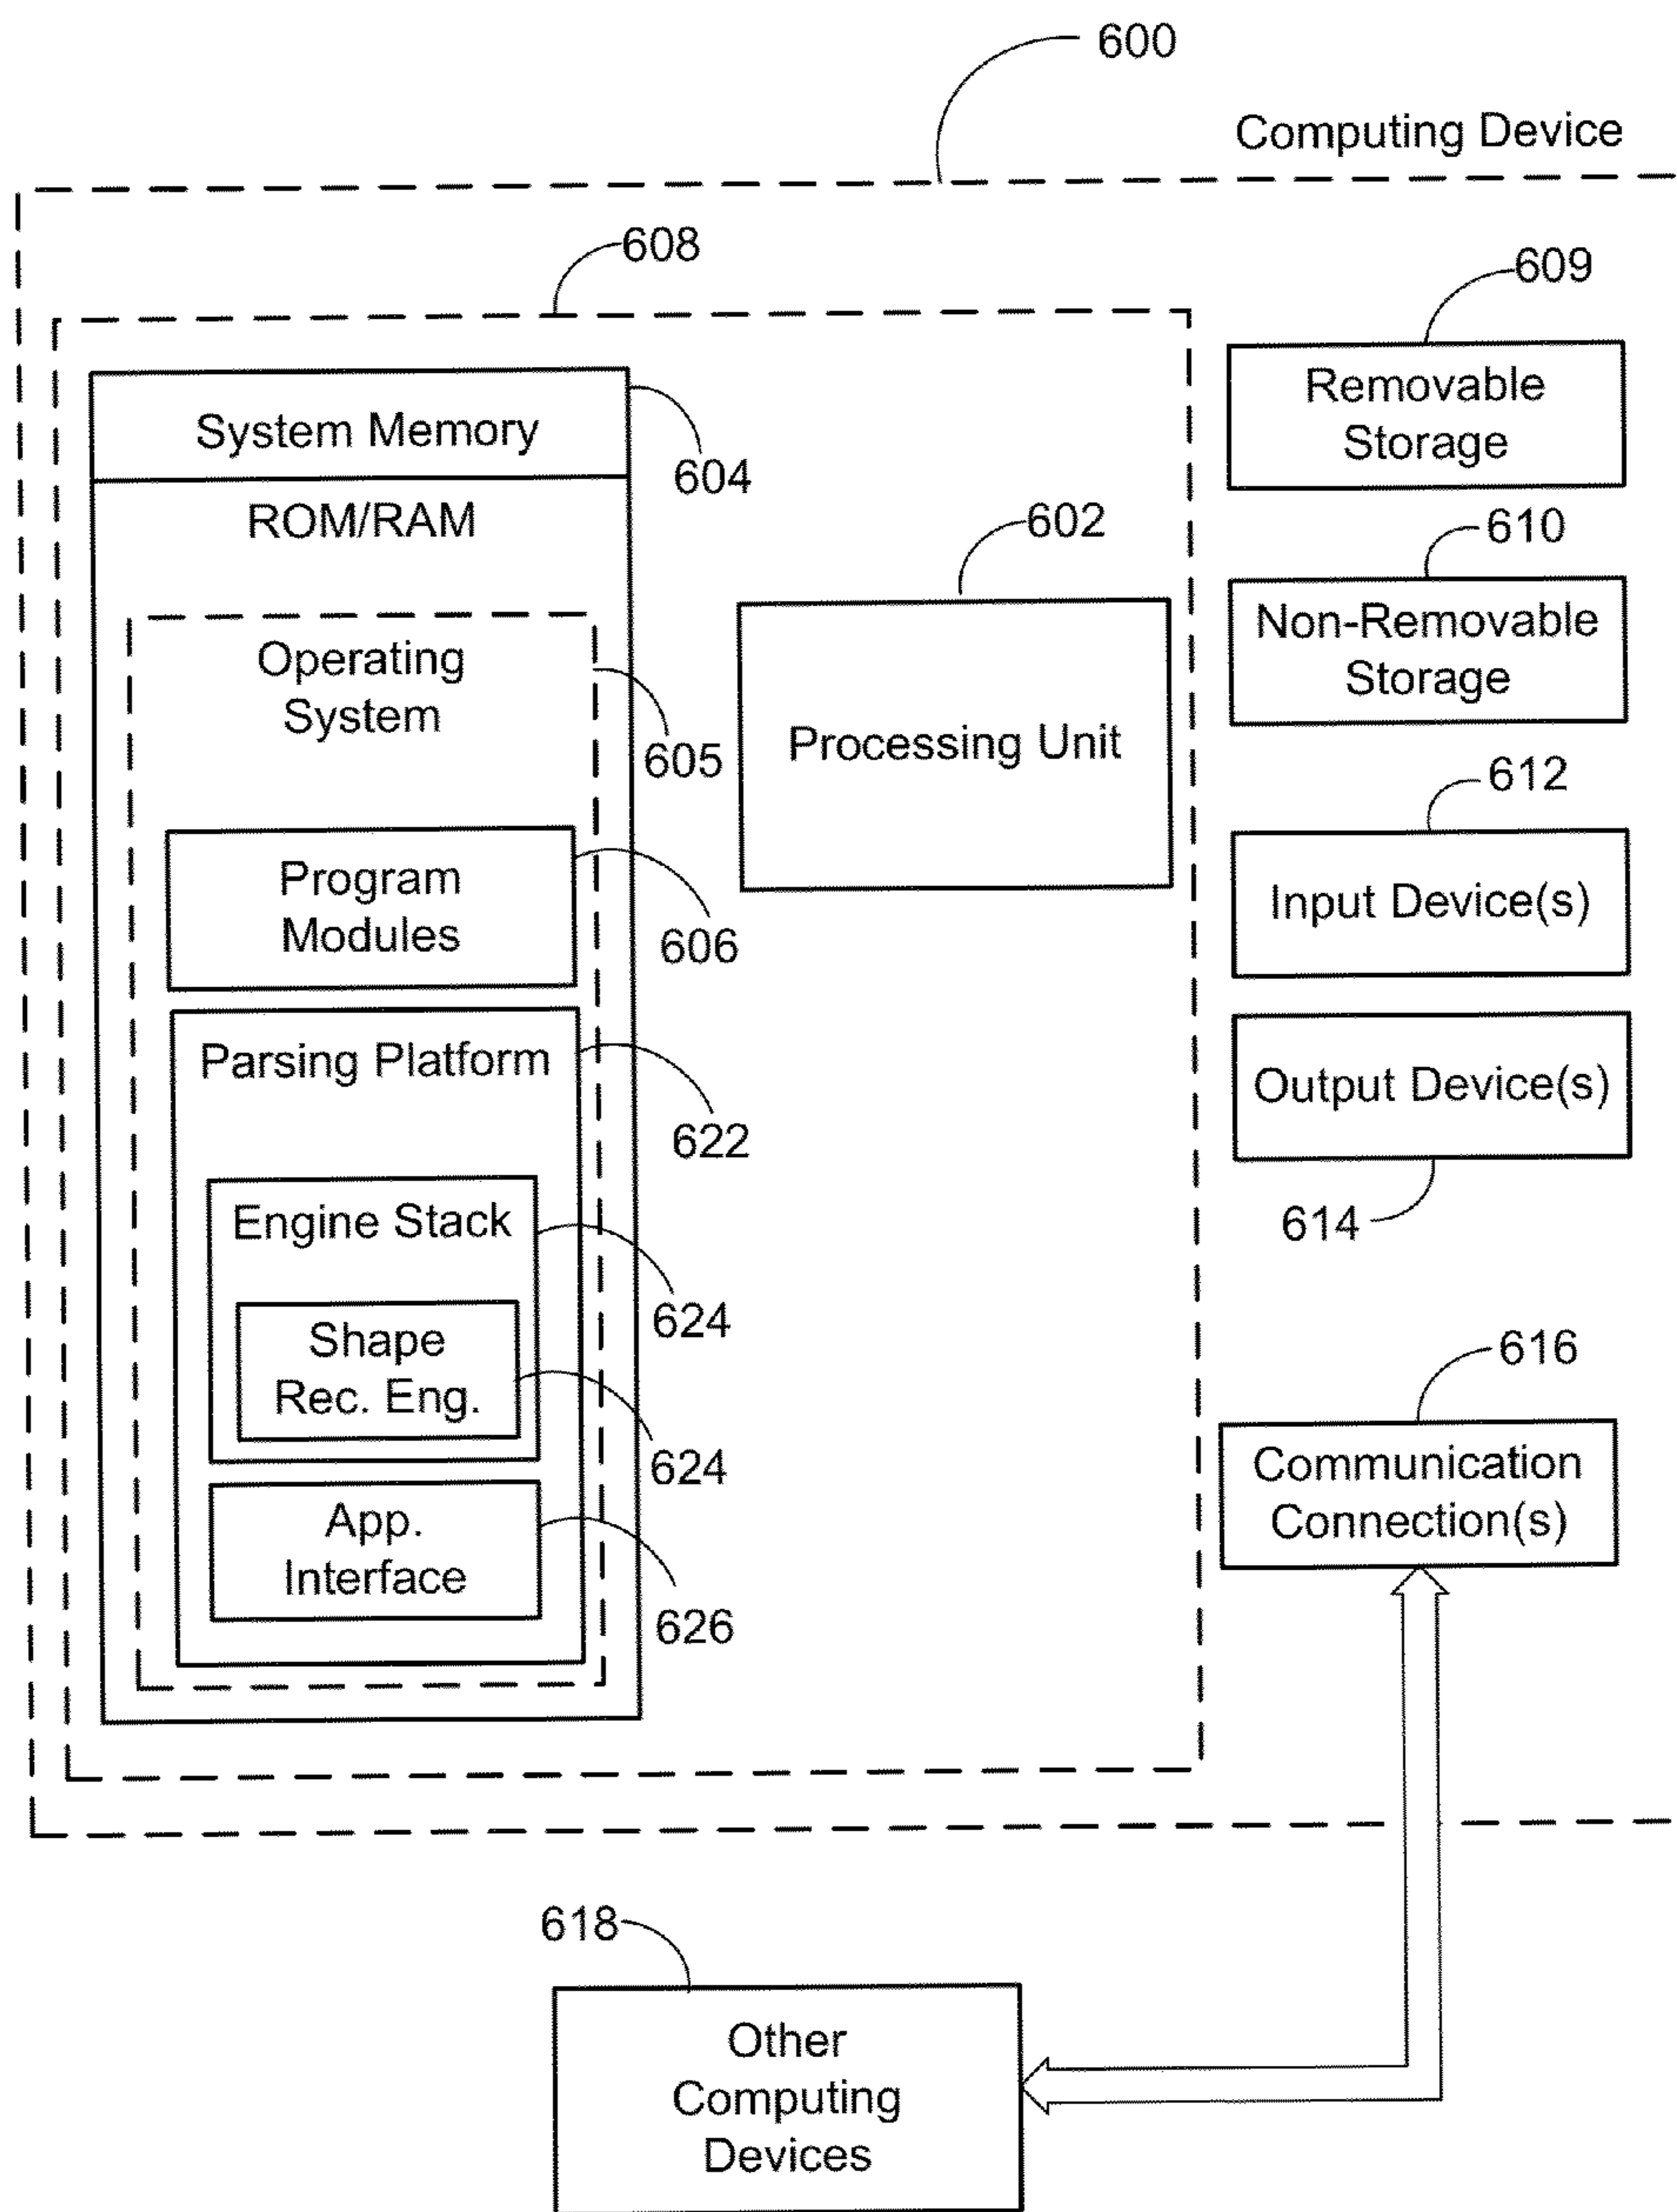 600
Computing Device
608
609
Removable
Storage
System Memory
604
ROM/RAM
602
610
Non-Removable
Storage
Operating
System
605
Processing Unit
612
Input Device(s)
Program
Modules
606
Parsing Platform
622
Output Device(s)
614
Engine Stack
624
Shape
Rec. Eng.
624
616
Communication
Connection(s)
App.
Interface
626
618
Other
Computing
Devices